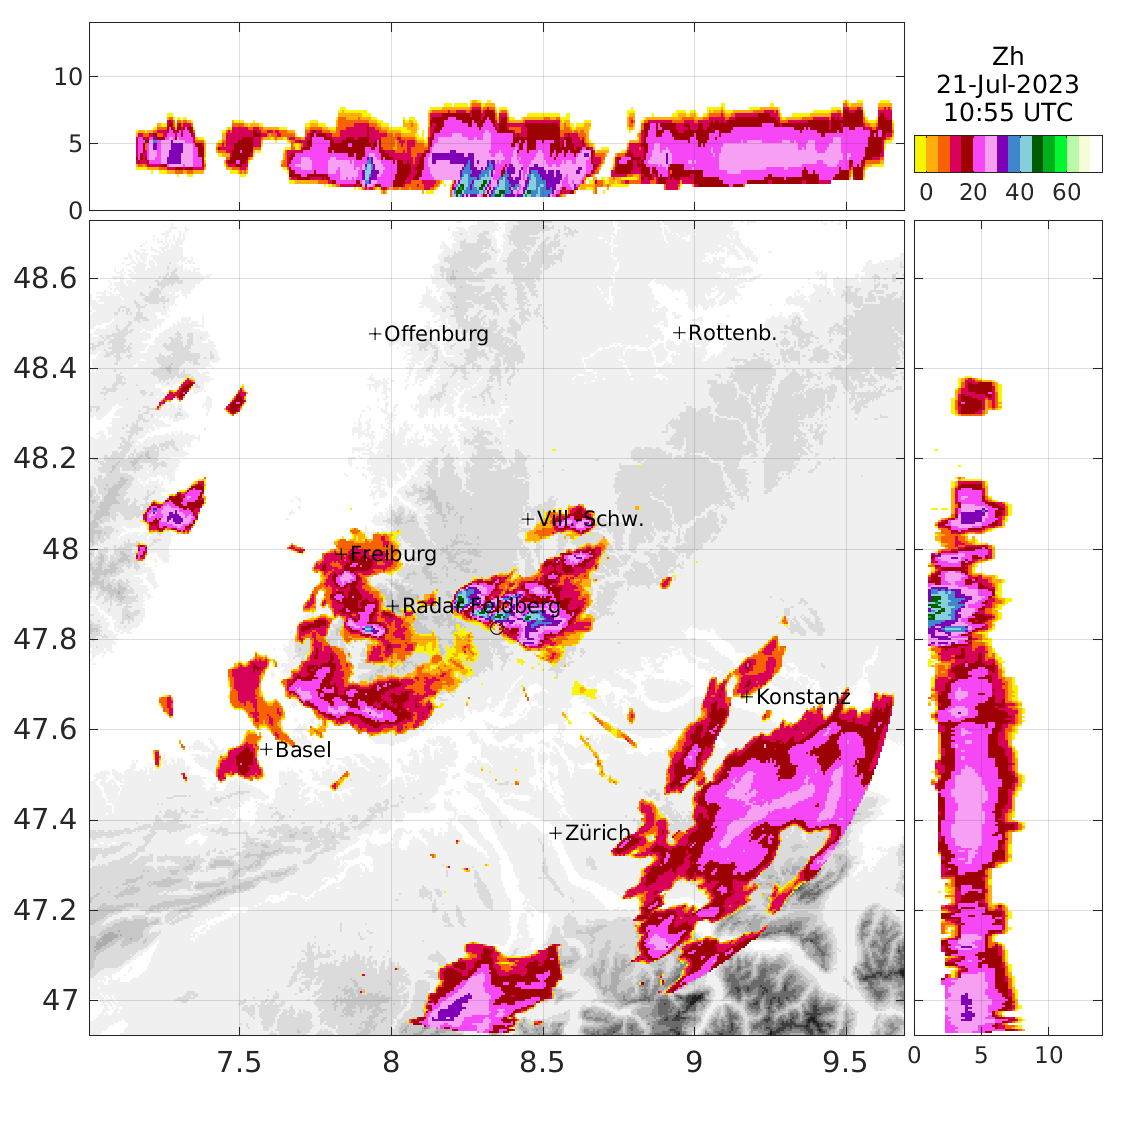 10
5
0
Zh
21-Jul-2023
10:55 UTC
0 20 40 60
48.6
48.4
48.2
48
47.8
47.6
47.4
47.2
47
+Offenburg
+Rottenb.
+Vill.-Schw.
+Freiburg
+Radar Feldberg
+Konstanz
+Basel
+Zürich
7.5 8 8.5 9 9.5
0 5 10